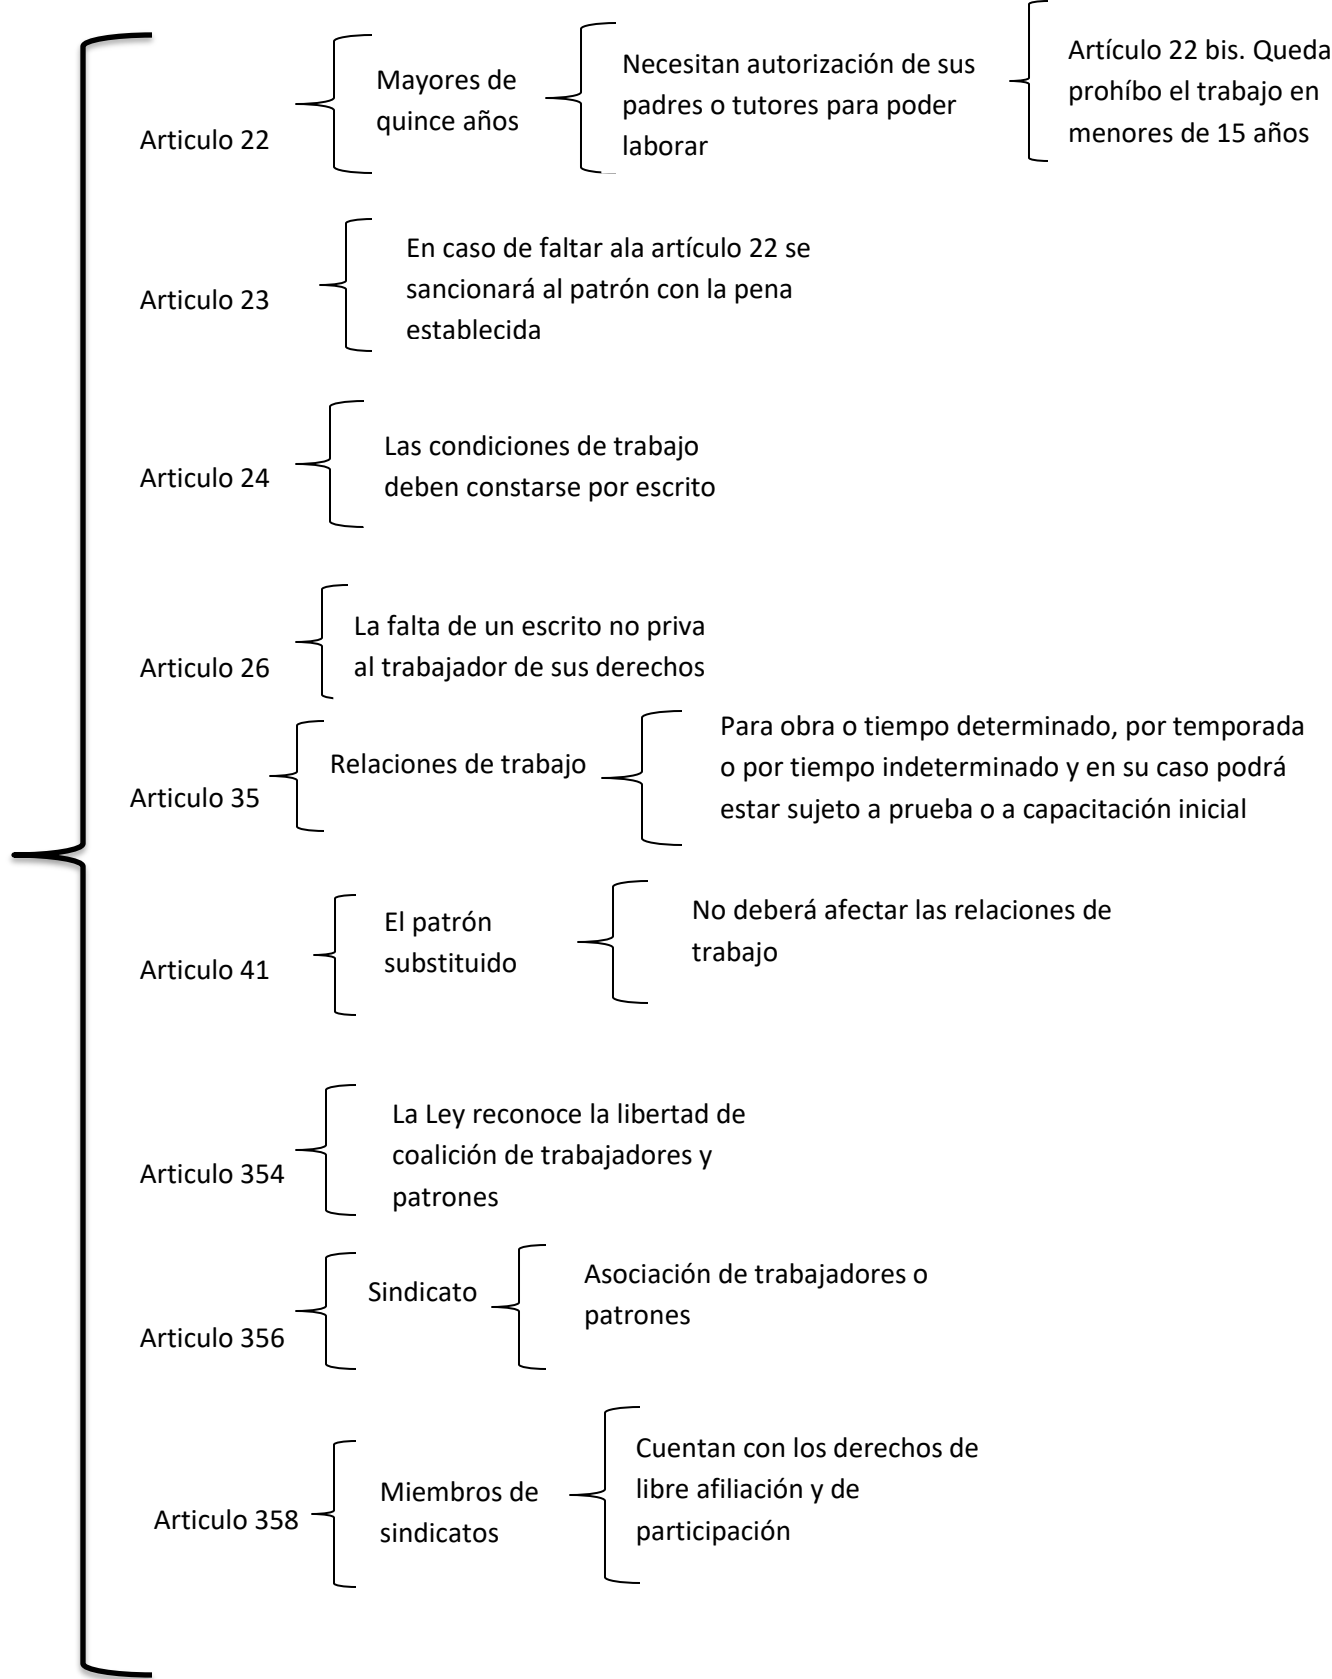 Articulo 22
Mayores de
quince años
Necesitan autorización de sus
padres o tutores para poder
laborar
Artículo 22 bis. Queda
prohíbo el trabajo en
menores de 15 años
Articulo 23
En caso de faltar ala artículo 22 se
sancionará al patrón con la pena
establecida
Articulo 24
Las condiciones de trabajo
deben constarse por escrito
Articulo 26
La falta de un escrito no priva
al trabajador de sus derechos
Articulo 35
Relaciones de trabajo
Para obra o tiempo determinado, por temporada
o por tiempo indeterminado y en su caso podrá
estar sujeto a prueba o a capacitación inicial
Articulo 41
El patrón
substituido
No deberá afectar las relaciones de
trabajo
Articulo 354
La Ley reconoce la libertad de
coalición de trabajadores y
patrones
Articulo 356
Sindicato
Asociación de trabajadores o
patrones
Articulo 358
Miembros de
sindicatos
Cuentan con los derechos de
libre afiliación y de
participación